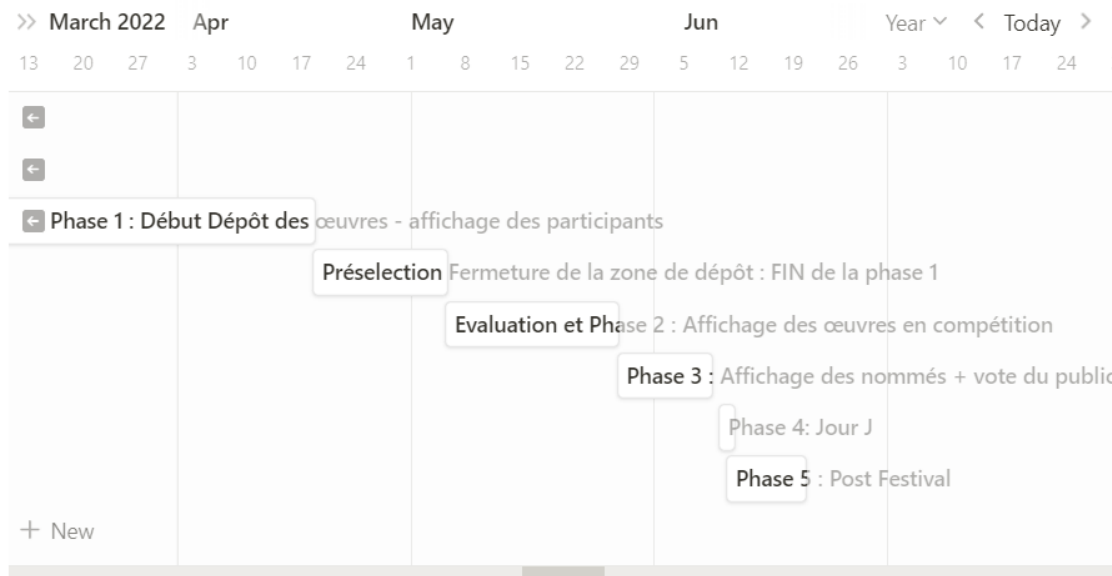 March 2022 Apr May Jun Year Today
13 20 27 3 10 17 24 1 8 15 22 29 5 12 19 26 3 10 17 24
Phase 1 : Début Dépôt des œuvres - affichage des participants
Préselection Fermeture de la zone de dépôt : FIN de la phase 1
Evaluation et Phase 2 : Affichage des œuvres en compétition
Phase 3 : Affichage des nommés + vote du public
Phase 4: Jour J
Phase 5 : Post Festival
+ New